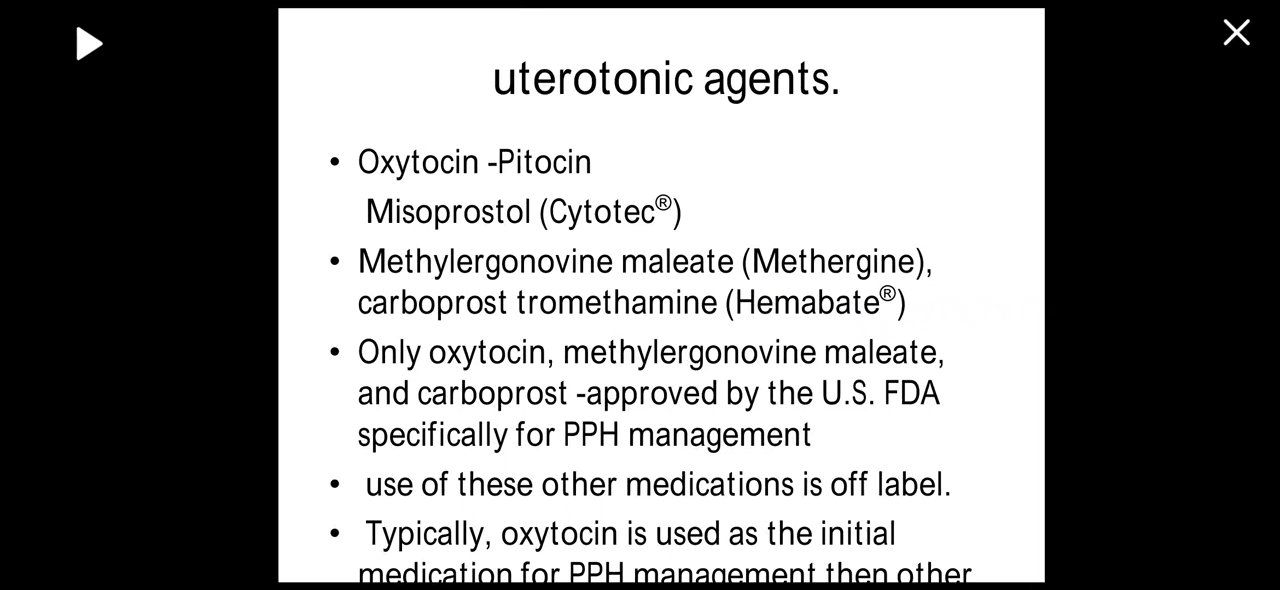 uterotonic agents.
• Oxytocin -Pitocin
Misoprostol (Cytotec®)
• Methylergonovine maleate (Methergine),
carboprost tromethamine (Hemabate®)
• Only oxytocin, methylergonovine maleate,
and carboprost -approved by the U.S. FDA
specifically for PPH management
• use of these other medications is off label.
• Typically, oxytocin is used as the initial
medication for PPH management then other